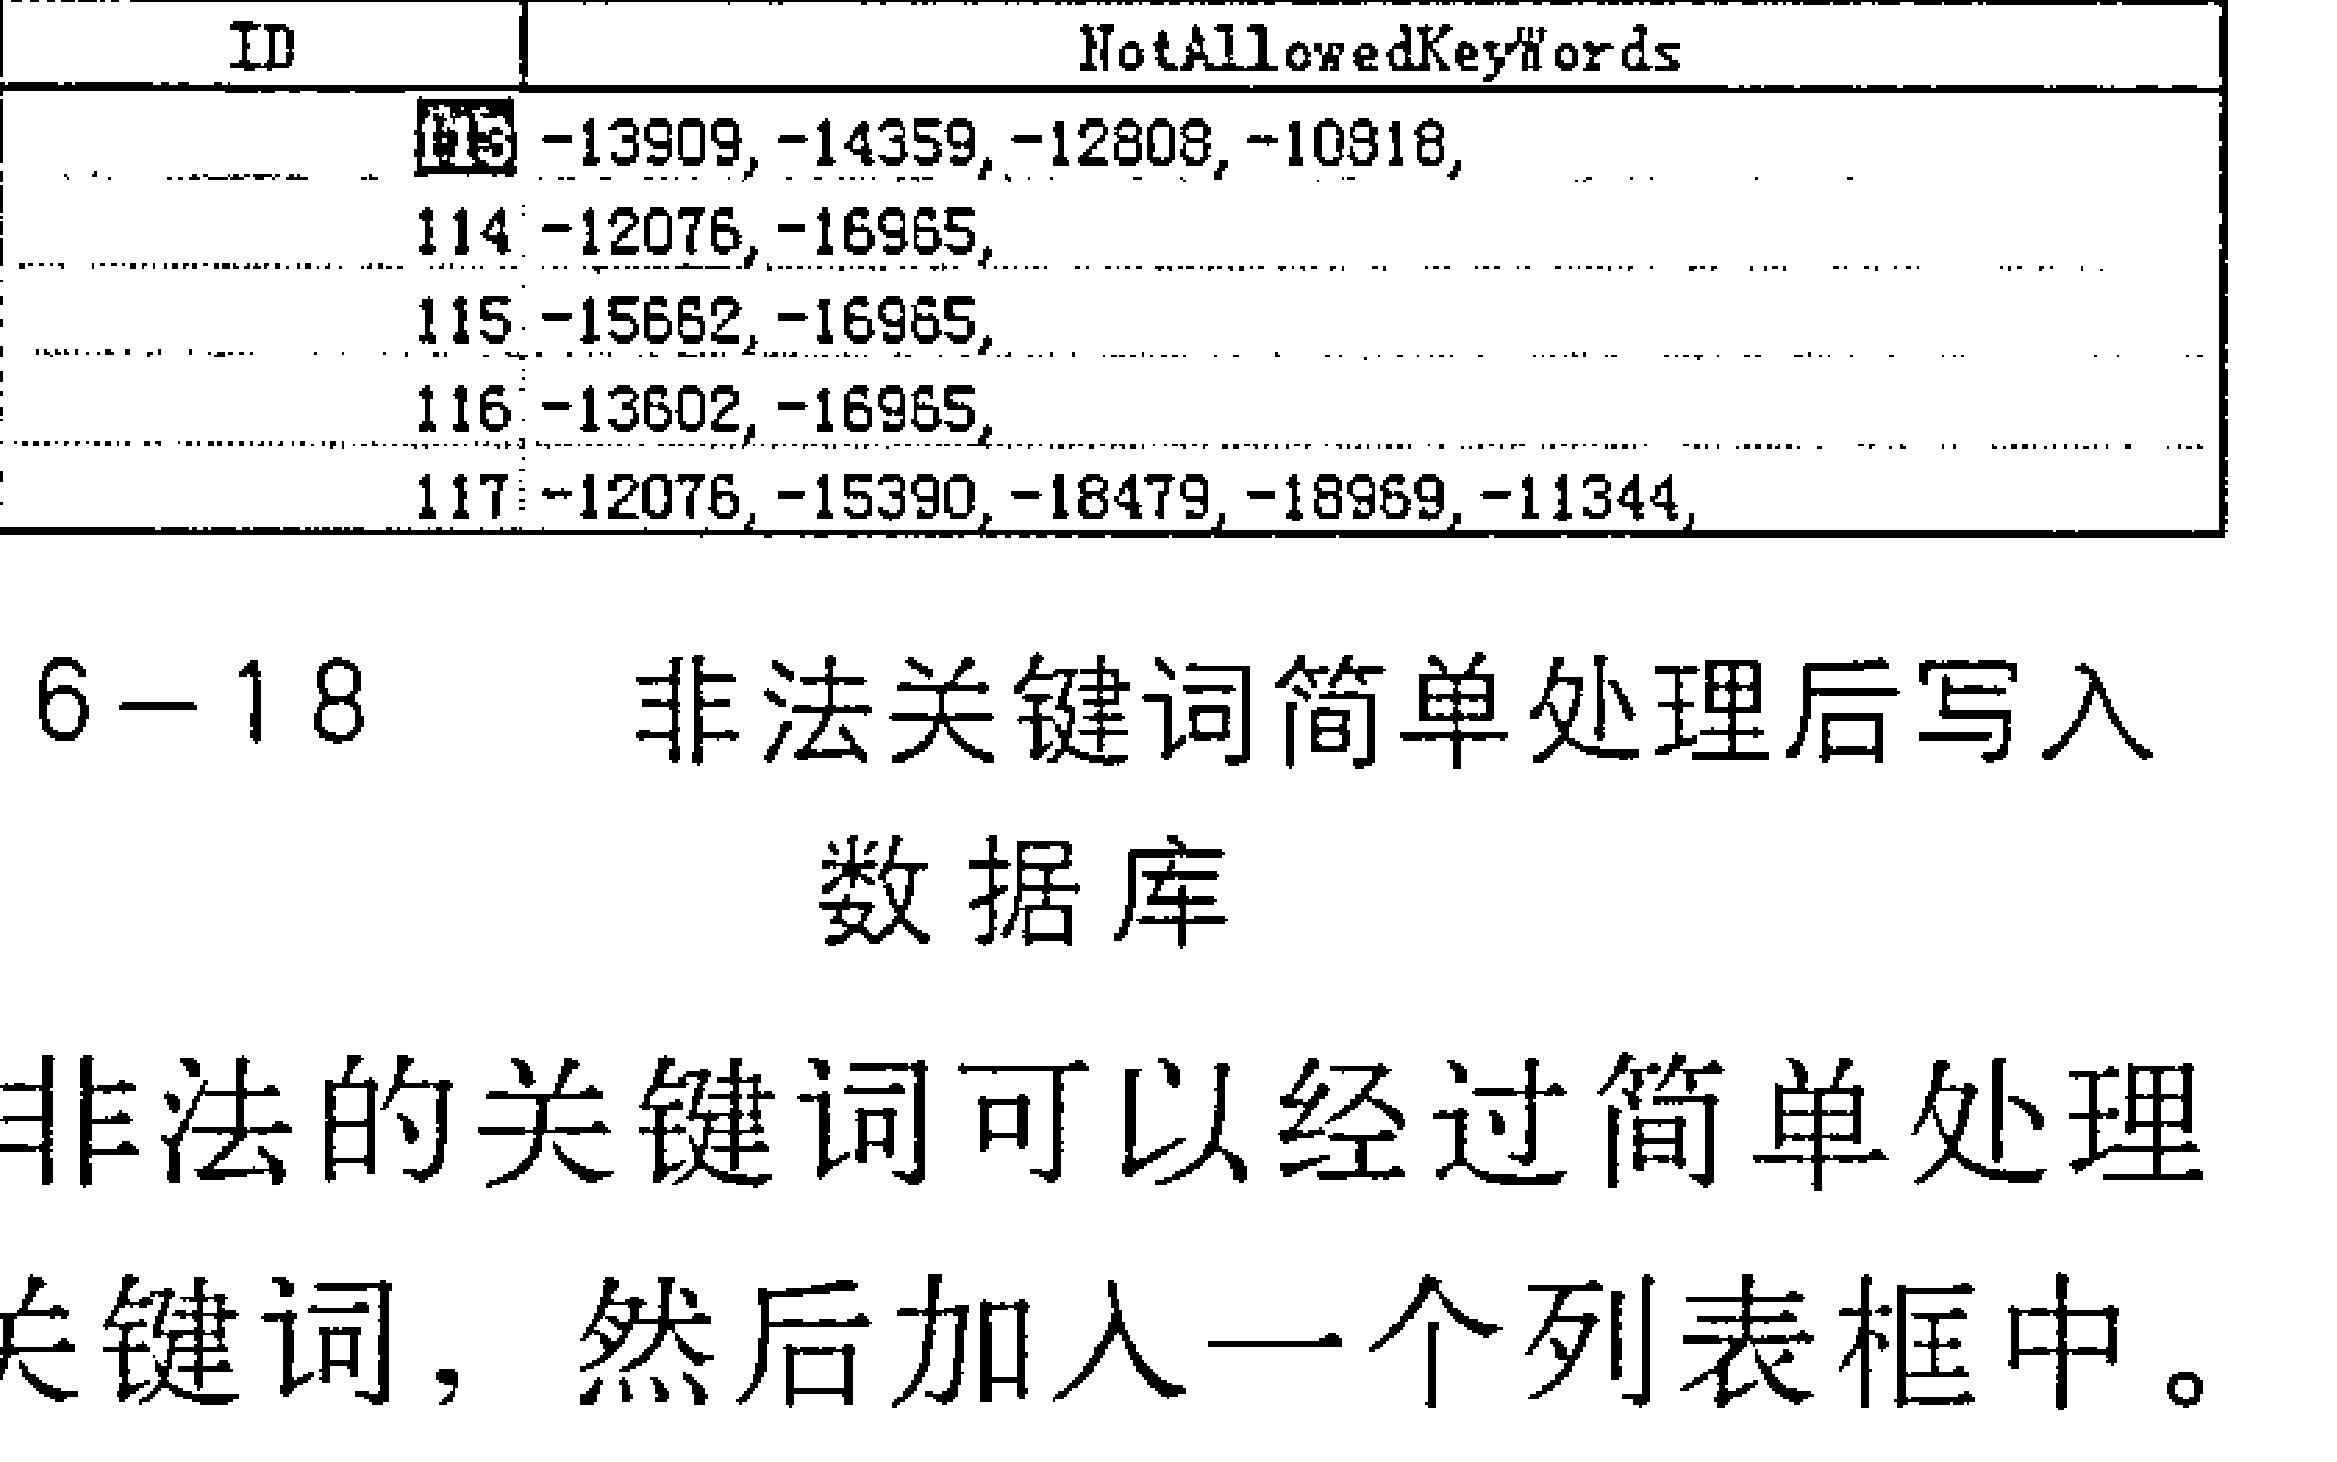 ID NotAllowedKeyWords
113 -13909, -14359, -12808, -10818,
114 -12076, -16965,
115 -15662, -16965,
116 -13602, -16965,
117 -12076, -15390, -18479, -18969, -11344,
6-18 非法关键词简单处理后写入
数据库
非法的关键词可以经过简单处理
关键词，然后加入一个列表框中。